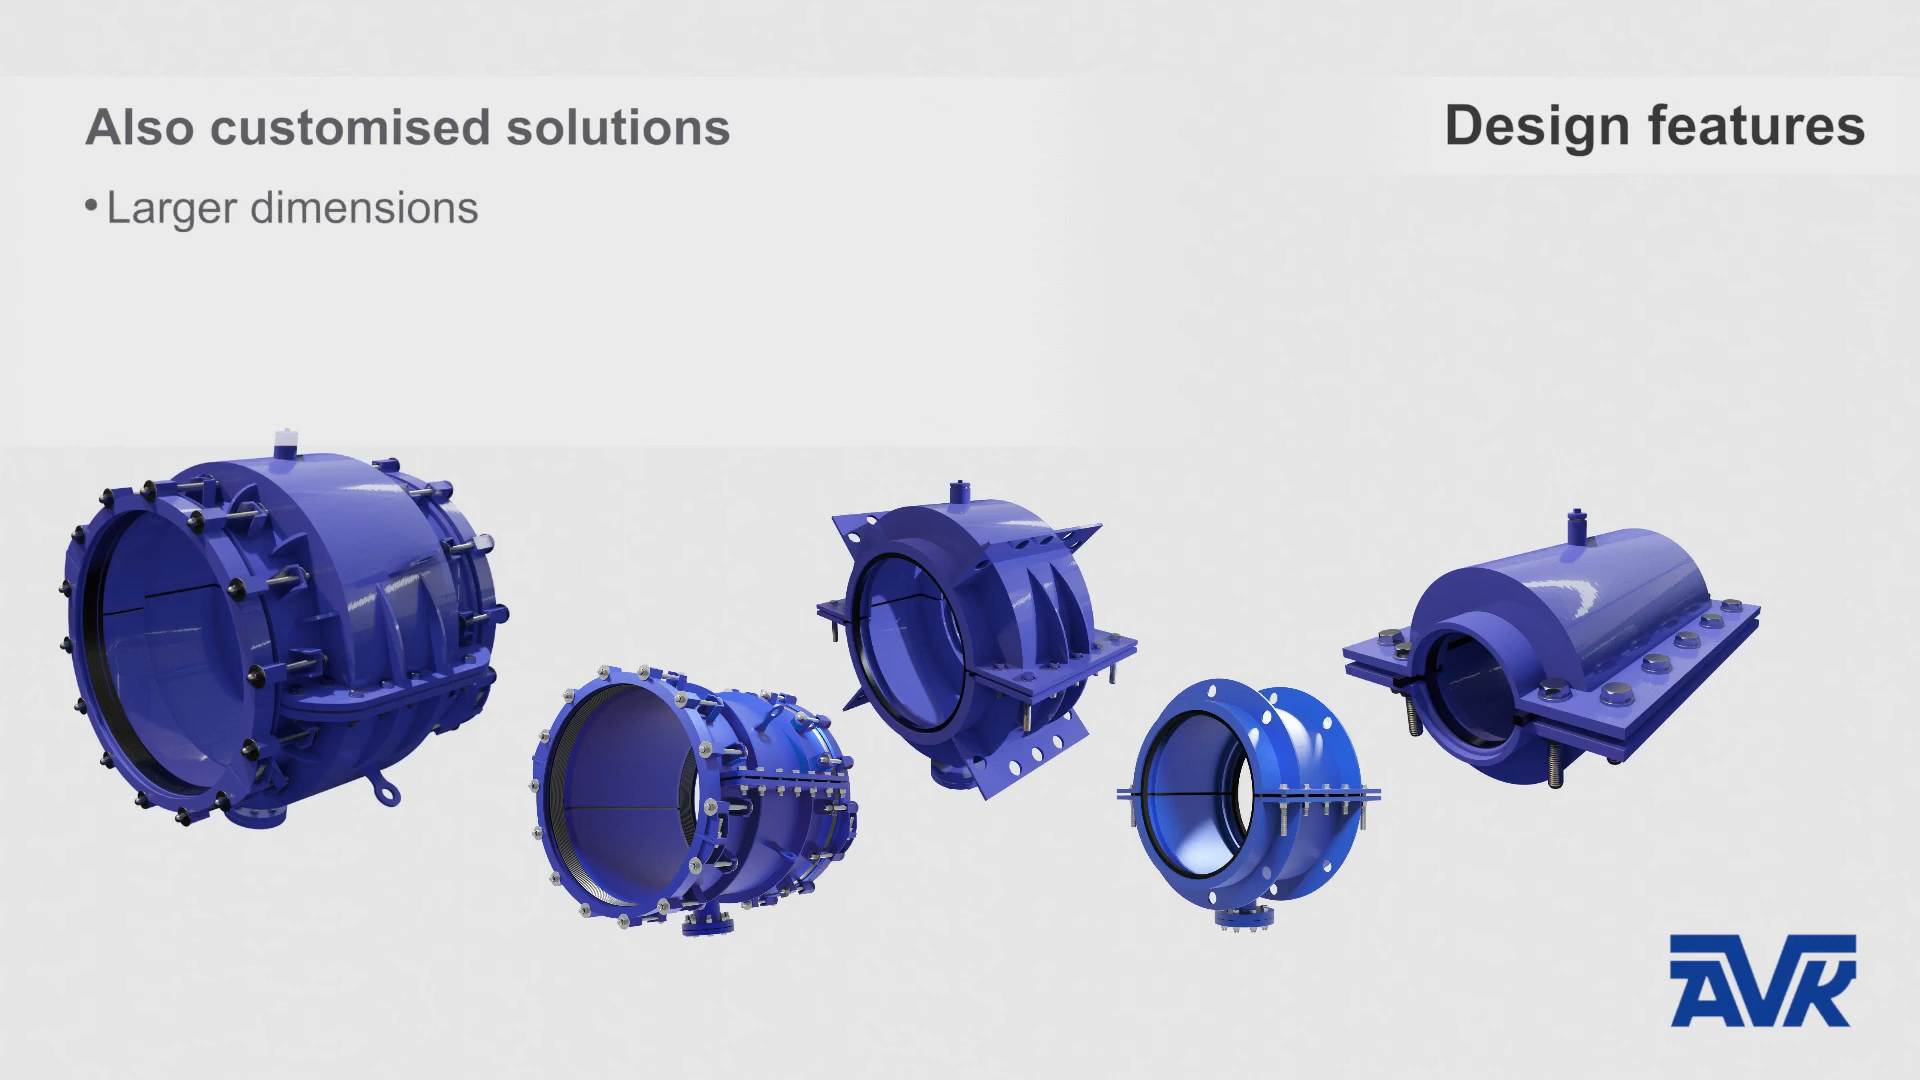 Also customised solutions
Design features
• Larger dimensions
AVK